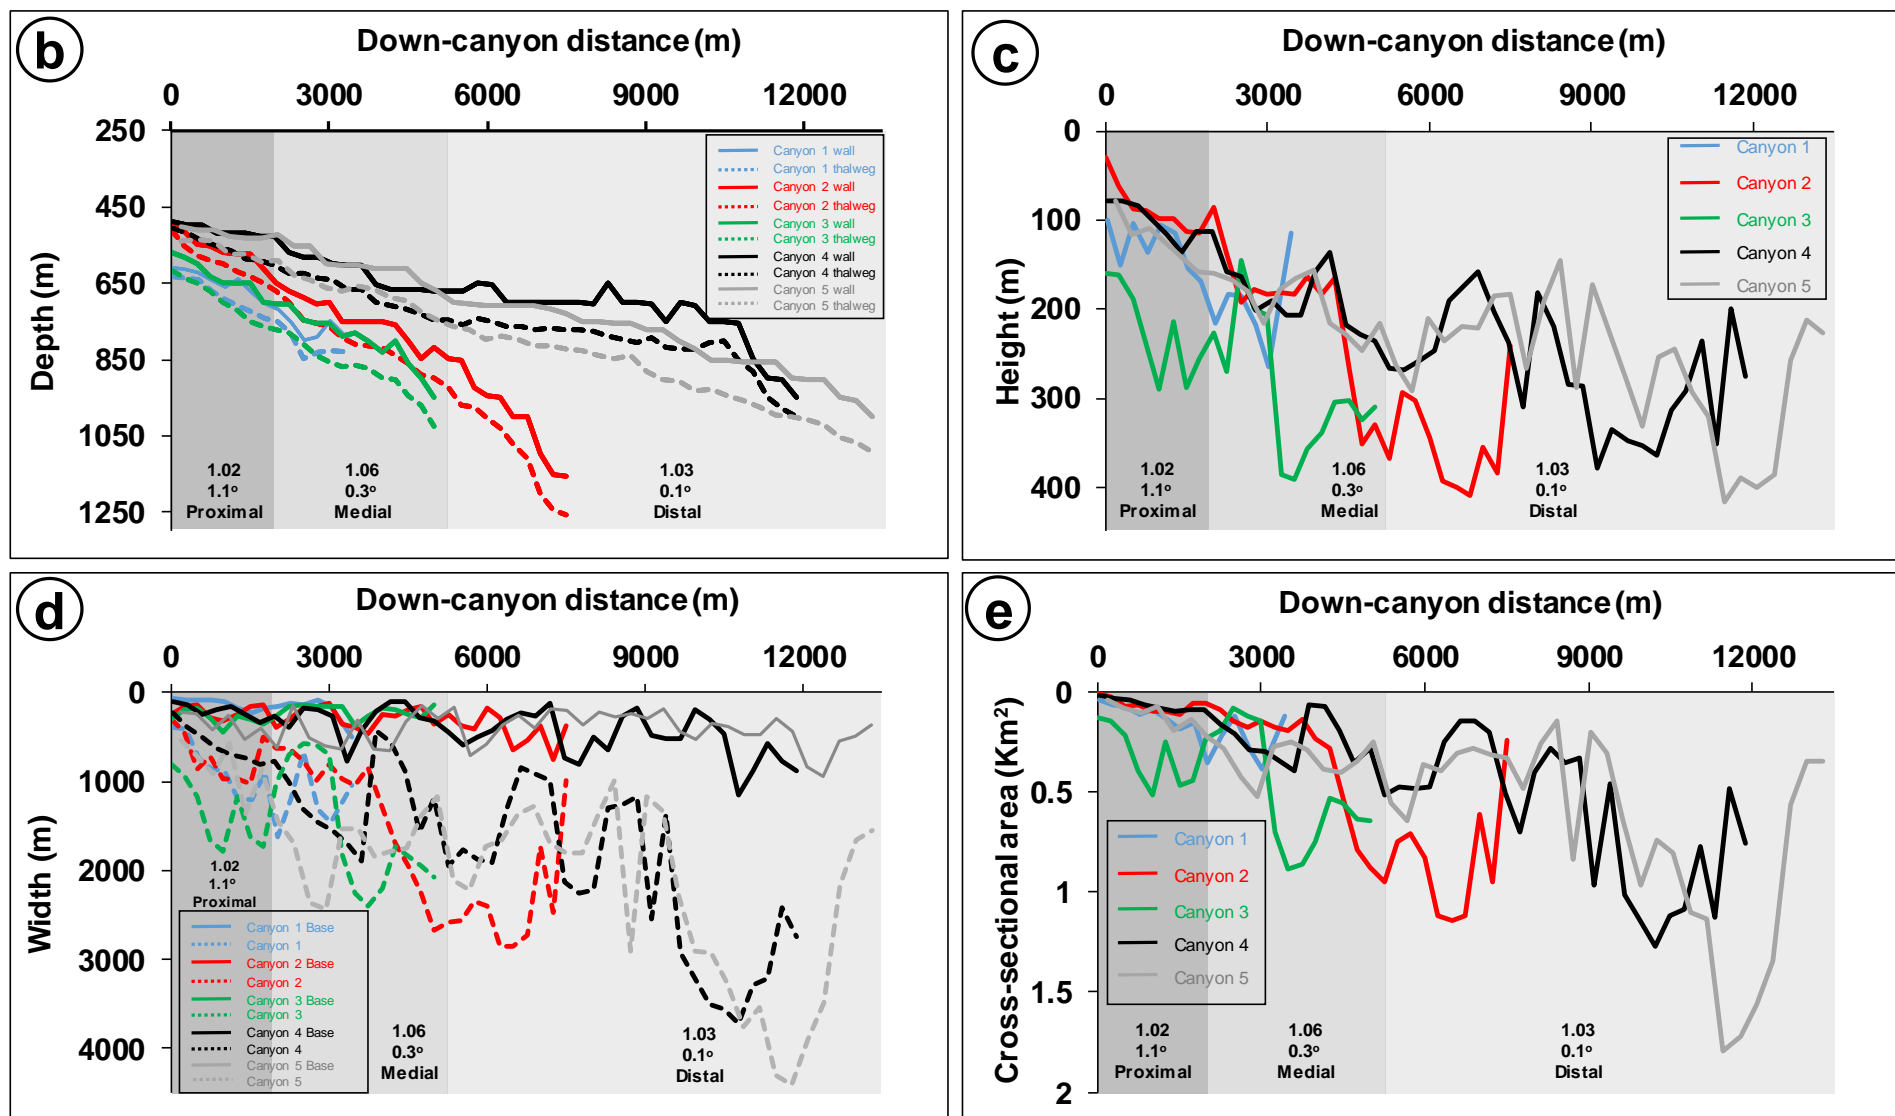 b
Down-canyon distance (m)
0 3000 6000 9000 12000
250
450
650
850
1050
1250
Depth (m)
Canyon 1 wall
Canyon 1 thalweg
Canyon 2 wall
Canyon 2 thalweg
Canyon 3 wall
Canyon 3 thalweg
Canyon 4 wall
Canyon 4 thalweg
Canyon 5 wall
Canyon 5 thalweg
1.02
1.1º
Proximal
1.06
0.3º
Medial
1.03
0.1º
Distal
c
Down-canyon distance (m)
0 3000 6000 9000 12000
0
100
200
300
400
Height (m)
Canyon 1
Canyon 2
Canyon 3
Canyon 4
Canyon 5
1.02
1.1º
Proximal
1.06
0.3º
Medial
1.03
0.1º
Distal
d
Down-canyon distance (m)
0 3000 6000 9000 12000
0
1000
2000
3000
4000
Width (m)
1.02
1.1º
Proximal
Canyon 1 Base
Canyon 1
Canyon 2 Base
Canyon 2
Canyon 3 Base
Canyon 3
Canyon 4 Base
Canyon 4
Canyon 5 Base
Canyon 5
1.06
0.3º
Medial
1.03
0.1º
Distal
e
Down-canyon distance (m)
0 3000 6000 9000 12000
0
0.5
1
1.5
2
Cross-sectional area (Km²)
Canyon 1
Canyon 2
Canyon 3
Canyon 4
Canyon 5
1.02
1.1º
Proximal
1.06
0.3º
Medial
1.03
0.1º
Distal